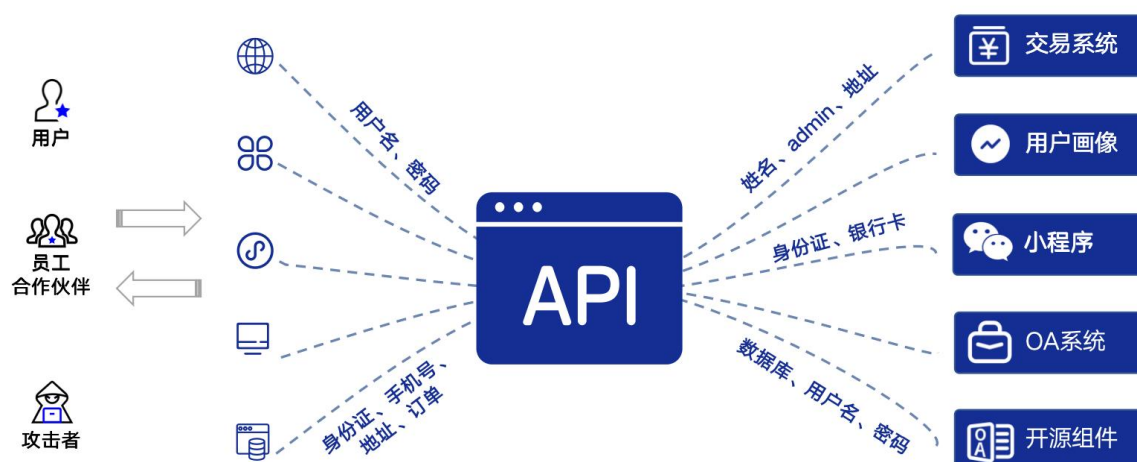 用户
员工
合作伙伴
攻击者
用户名、密码
身份证、手机号、
地址、订单
API
姓名、admin、地址
身份证、银行卡
数据库、用户名、密码
交易系统
用户画像
小程序
OA系统
OA
开源组件